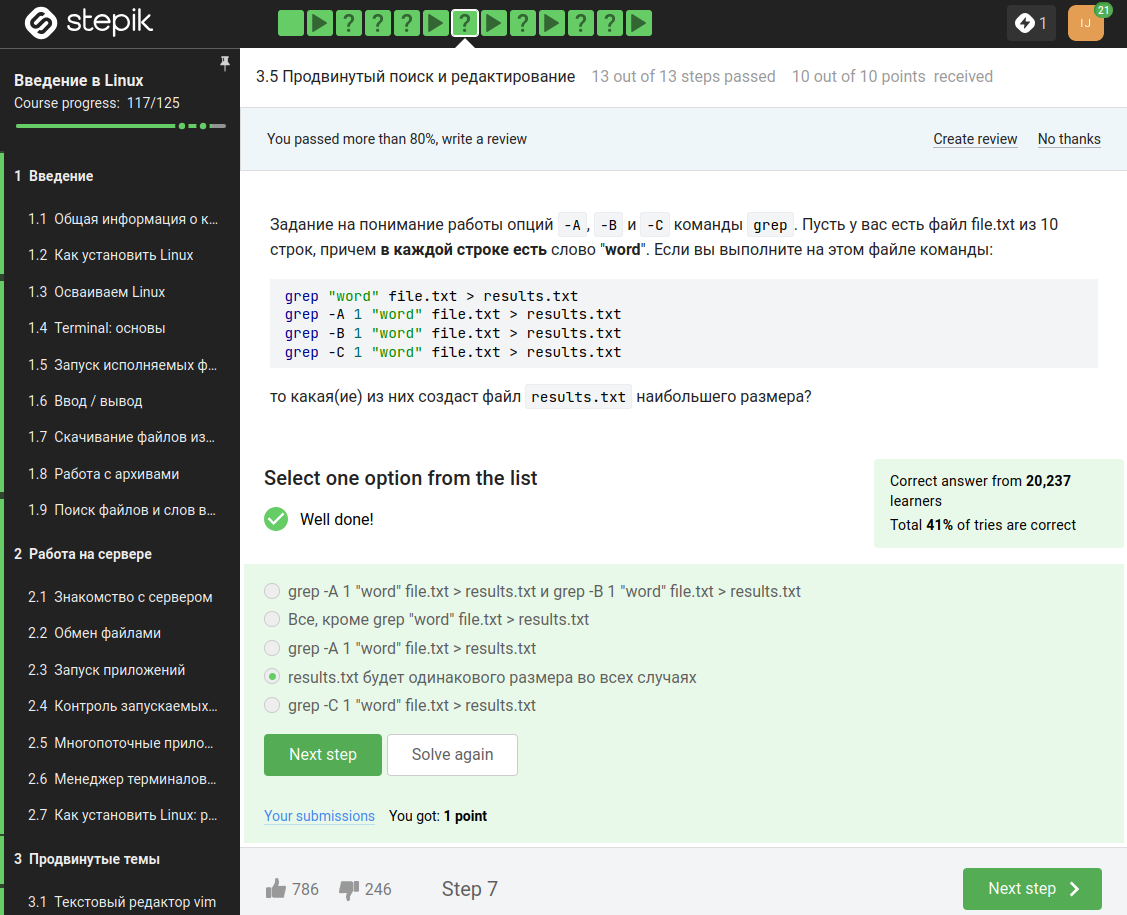 stepik
1
IJ
21
Введение в Linux
Course progress: 117/125
1 Введение
1.1 Общая информация о к...
1.2 Как установить Linux
1.3 Осваиваем Linux
1.4 Terminal: основы
1.5 Запуск исполняемых ф...
1.6 Ввод / вывод
1.7 Скачивание файлов из...
1.8 Работа с архивами
1.9 Поиск файлов и слов в...
2 Работа на сервере
2.1 Знакомство с сервером
2.2 Обмен файлами
2.3 Запуск приложений
2.4 Контроль запускаемых...
2.5 Многопоточные прило...
2.6 Менеджер терминалов...
2.7 Как установить Linux: р...
3 Продвинутые темы
3.1 Текстовый редактор vim
3.5 Продвинутый поиск и редактирование 13 out of 13 steps passed 10 out of 10 points received
You passed more than 80%, write a review Create review No thanks
Задание на понимание работы опций -A, -B и -C команды grep. Пусть у вас есть файл file.txt из 10
строк, причем в каждой строке есть слово "word". Если вы выполните на этом файле команды:
grep "word" file.txt > results.txt
grep -A 1 "word" file.txt > results.txt
grep -B 1 "word" file.txt > results.txt
grep -C 1 "word" file.txt > results.txt
то какая(ие) из них создаст файл results.txt наибольшего размера?
Select one option from the list
Well done!
Correct answer from 20,237
learners
Total 41% of tries are correct
grep -A 1 "word" file.txt > results.txt и grep -B 1 "word" file.txt > results.txt
Все, кроме grep "word" file.txt > results.txt
grep -A 1 "word" file.txt > results.txt
results.txt будет одинакового размера во всех случаях
grep -C 1 "word" file.txt > results.txt
Next step Solve again
Your submissions You got: 1 point
786 246 Step 7 Next step